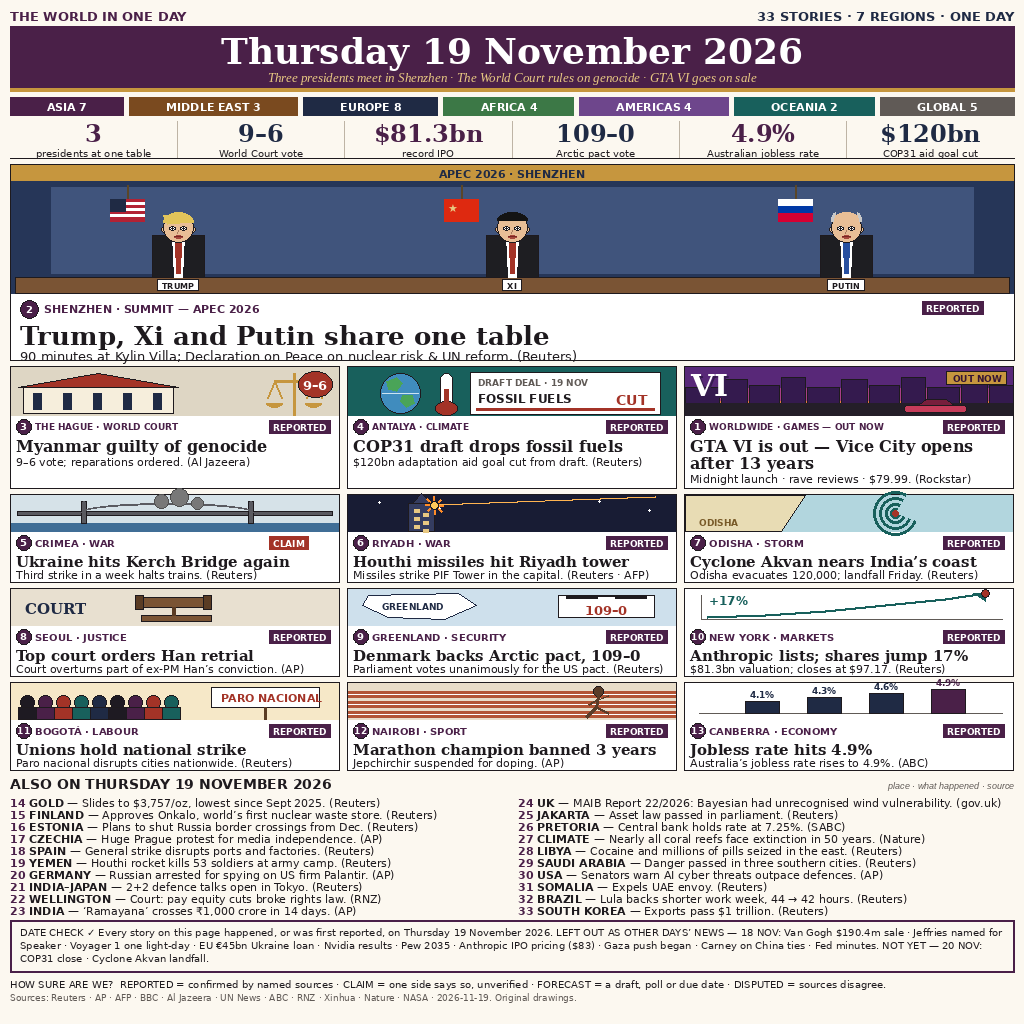 THE WORLD IN ONE DAY
33 STORIES · 7 REGIONS · ONE DAY
Thursday 19 November 2026
Three presidents meet in Shenzhen · The World Court rules on genocide · GTA VI goes on sale
ASIA 7
MIDDLE EAST 3
EUROPE 8
AFRICA 4
AMERICAS 4
OCEANIA 2
GLOBAL 5
3
presidents at one table
9–6
World Court vote
$81.3bn
record IPO
109–0
Arctic pact vote
4.9%
Australian jobless rate
$120bn
COP31 aid goal cut
APEC 2026 · SHENZHEN
TRUMP
XI
PUTIN
2 SHENZHEN · SUMMIT — APEC 2026
REPORTED
Trump, Xi and Putin share one table
90 minutes at Kylin Villa; Declaration on Peace on nuclear risk & UN reform. (Reuters)
9–6
3 THE HAGUE · WORLD COURT
REPORTED
Myanmar guilty of genocide
9–6 vote; reparations ordered. (Al Jazeera)
DRAFT DEAL · 19 NOV
FOSSIL FUELS
CUT
4 ANTALYA · CLIMATE
REPORTED
COP31 draft drops fossil fuels
$120bn adaptation aid goal cut from draft. (Reuters)
VI
OUT NOW
1 WORLDWIDE · GAMES — OUT NOW
REPORTED
GTA VI is out — Vice City opens
after 13 years
Midnight launch · rave reviews · $79.99. (Rockstar)
5 CRIMEA · WAR
CLAIM
Ukraine hits Kerch Bridge again
Third strike in a week halts trains. (Reuters)
6 RIYADH · WAR
REPORTED
Houthi missiles hit Riyadh tower
Missiles strike PIF Tower in the capital. (Reuters · AFP)
ODISHA
7 ODISHA · STORM
REPORTED
Cyclone Akvan nears India’s coast
Odisha evacuates 120,000; landfall Friday. (Reuters)
COURT
8 SEOUL · JUSTICE
REPORTED
Top court orders Han retrial
Court overturns part of ex-PM Han’s conviction. (AP)
GREENLAND
109–0
9 GREENLAND · SECURITY
REPORTED
Denmark backs Arctic pact, 109–0
Parliament votes unanimously for the US pact. (Reuters)
+17%
10 NEW YORK · MARKETS
REPORTED
Anthropic lists; shares jump 17%
$81.3bn valuation; closes at $97.17. (Reuters)
PARO NACIONAL
11 BOGOTÁ · LABOUR
REPORTED
Unions hold national strike
Paro nacional disrupts cities nationwide. (Reuters)
12 NAIROBI · SPORT
REPORTED
Marathon champion banned 3 years
Jepchirchir suspended for doping. (AP)
4.1%
4.3%
4.6%
4.9%
13 CANBERRA · ECONOMY
REPORTED
Jobless rate hits 4.9%
Australia’s jobless rate rises to 4.9%. (ABC)
ALSO ON THURSDAY 19 NOVEMBER 2026
place · what happened · source
14 GOLD — Slides to $3,757/oz, lowest since Sept 2025. (Reuters)
15 FINLAND — Approves Onkalo, world’s first nuclear waste store. (Reuters)
16 ESTONIA — Plans to shut Russia border crossings from Dec. (Reuters)
17 CZECHIA — Huge Prague protest for media independence. (AP)
18 SPAIN — General strike disrupts ports and factories. (Reuters)
19 YEMEN — Houthi rocket kills 53 soldiers at army camp. (Reuters)
20 GERMANY — Russian arrested for spying on US firm Palantir. (AP)
21 INDIA–JAPAN — 2+2 defence talks open in Tokyo. (Reuters)
22 WELLINGTON — Court: pay equity cuts broke rights law. (RNZ)
23 INDIA — ‘Ramayana’ crosses ₹1,000 crore in 14 days. (AP)
24 UK — MAIB Report 22/2026: Bayesian had unrecognised wind vulnerability. (gov.uk)
25 JAKARTA — Asset law passed in parliament. (Reuters)
26 PRETORIA — Central bank holds rate at 7.25%. (SABC)
27 CLIMATE — Nearly all coral reefs face extinction in 50 years. (Nature)
28 LIBYA — Cocaine and millions of pills seized in the east. (Reuters)
29 SAUDI ARABIA — Danger passed in three southern cities. (Reuters)
30 USA — Senators warn AI cyber threats outpace defences. (AP)
31 SOMALIA — Expels UAE envoy. (Reuters)
32 BRAZIL — Lula backs shorter work week, 44 → 42 hours. (Reuters)
33 SOUTH KOREA — Exports pass $1 trillion. (Reuters)
DATE CHECK ✓ Every story on this page happened, or was first reported, on Thursday 19 November 2026. LEFT OUT AS OTHER DAYS’ NEWS — 18 NOV: Van Gogh $190.4m sale · Jeffries named for
Speaker · Voyager 1 one light-day · EU €45bn Ukraine loan · Nvidia results · Pew 2035 · Anthropic IPO pricing ($83) · Gaza push began · Carney on China ties · Fed minutes. NOT YET — 20 NOV:
COP31 close · Cyclone Akvan landfall.
HOW SURE ARE WE? REPORTED = confirmed by named sources · CLAIM = one side says so, unverified · FORECAST = a draft, poll or due date · DISPUTED = sources disagree.
Sources: Reuters · AP · AFP · BBC · Al Jazeera · UN News · ABC · RNZ · Xinhua · Nature · NASA · 2026-11-19. Original drawings.